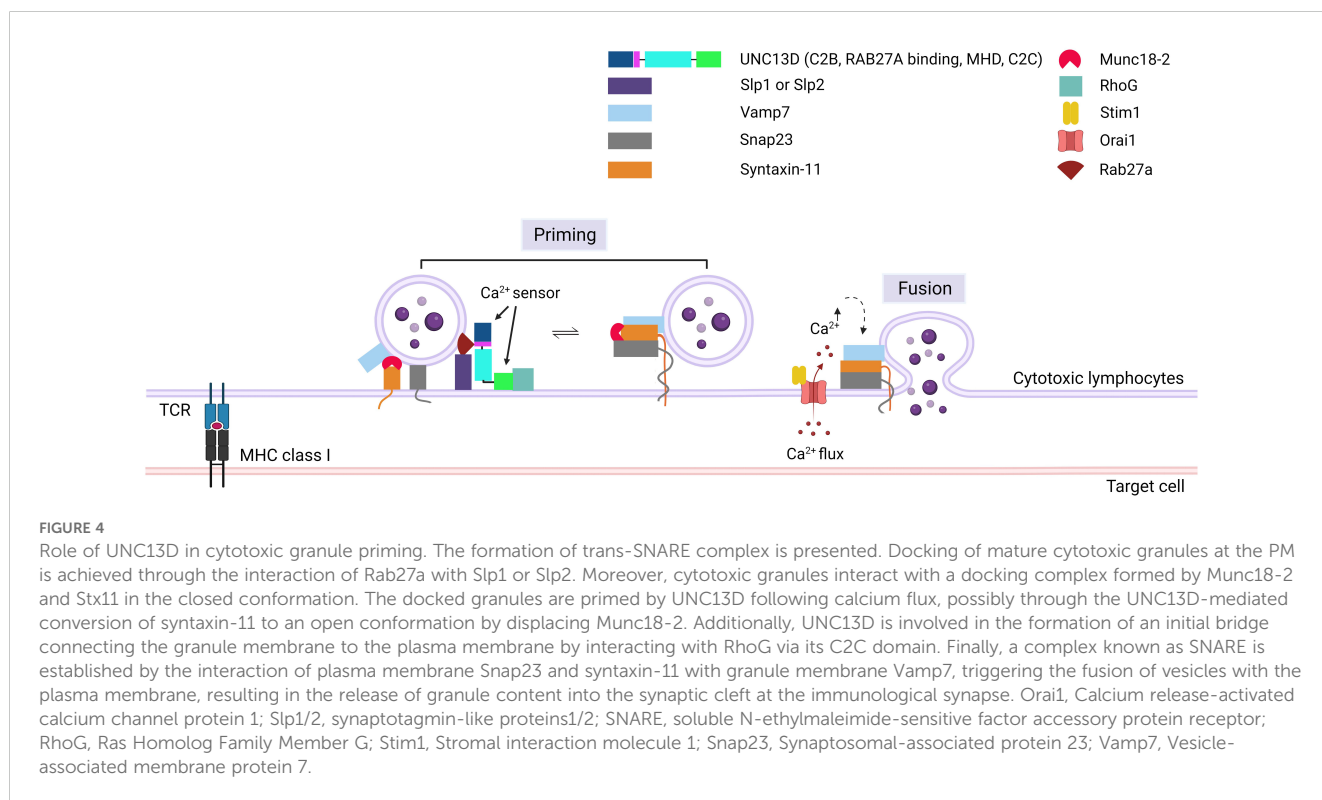 UNC13D (C2B, RAB27A binding, MHD, C2C)
Slp1 or Slp2
Vamp7
Snap23
Syntaxin-11
Munc18-2
RhoG
Stim1
Orai1
Rab27a
Priming
Ca²⁺ sensor
Fusion
Ca²⁺
Cytotoxic lymphocytes
TCR
MHC class I
Ca²⁺ flux
Target cell
FIGURE 4
Role of UNC13D in cytotoxic granule priming. The formation of trans-SNARE complex is presented. Docking of mature cytotoxic granules at the PM
is achieved through the interaction of Rab27a with Slp1 or Slp2. Moreover, cytotoxic granules interact with a docking complex formed by Munc18-2
and Stx11 in the closed conformation. The docked granules are primed by UNC13D following calcium flux, possibly through the UNC13D-mediated
conversion of syntaxin-11 to an open conformation by displacing Munc18-2. Additionally, UNC13D is involved in the formation of an initial bridge
connecting the granule membrane to the plasma membrane by interacting with RhoG via its C2C domain. Finally, a complex known as SNARE is
established by the interaction of plasma membrane Snap23 and syntaxin-11 with granule membrane Vamp7, triggering the fusion of vesicles with the
plasma membrane, resulting in the release of granule content into the synaptic cleft at the immunological synapse. Orai1, Calcium release-activated
calcium channel protein 1; Slp1/2, synaptotagmin-like proteins1/2; SNARE, soluble N-ethylmaleimide-sensitive factor accessory protein receptor;
RhoG, Ras Homolog Family Member G; Stim1, Stromal interaction molecule 1; Snap23, Synaptosomal-associated protein 23; Vamp7, Vesicle-
associated membrane protein 7.